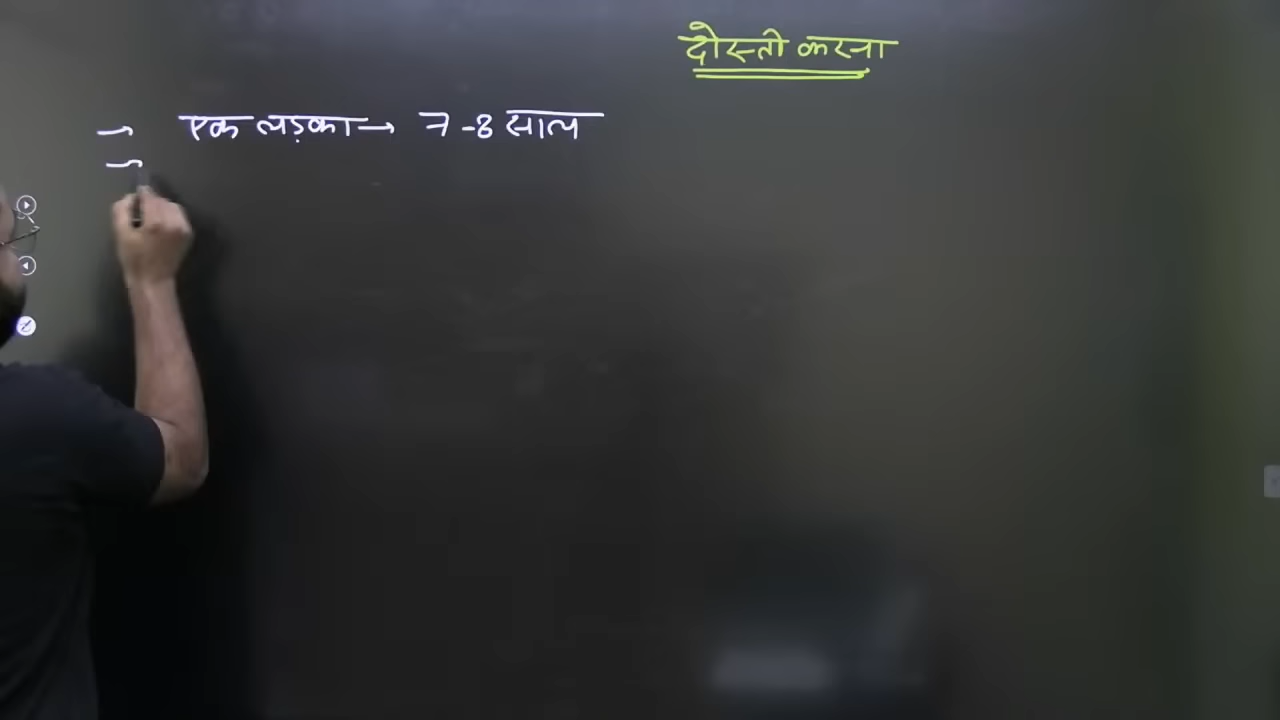 दोस्ती करना
→ एक लड़का → 7-8 साल